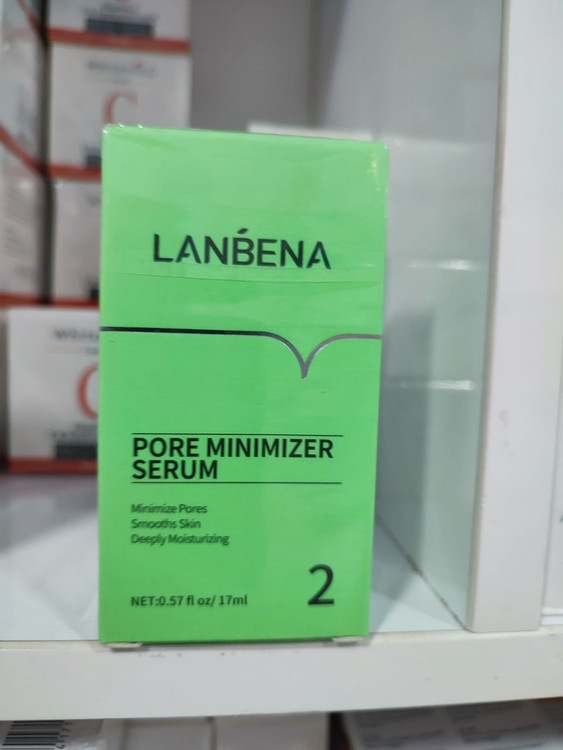 LANBENA
PORE MINIMIZER
SERUM
Minimize Pores
Smooths Skin
Deeply Moisturizing
NET:0.57 fl oz/ 17ml
2
C
C